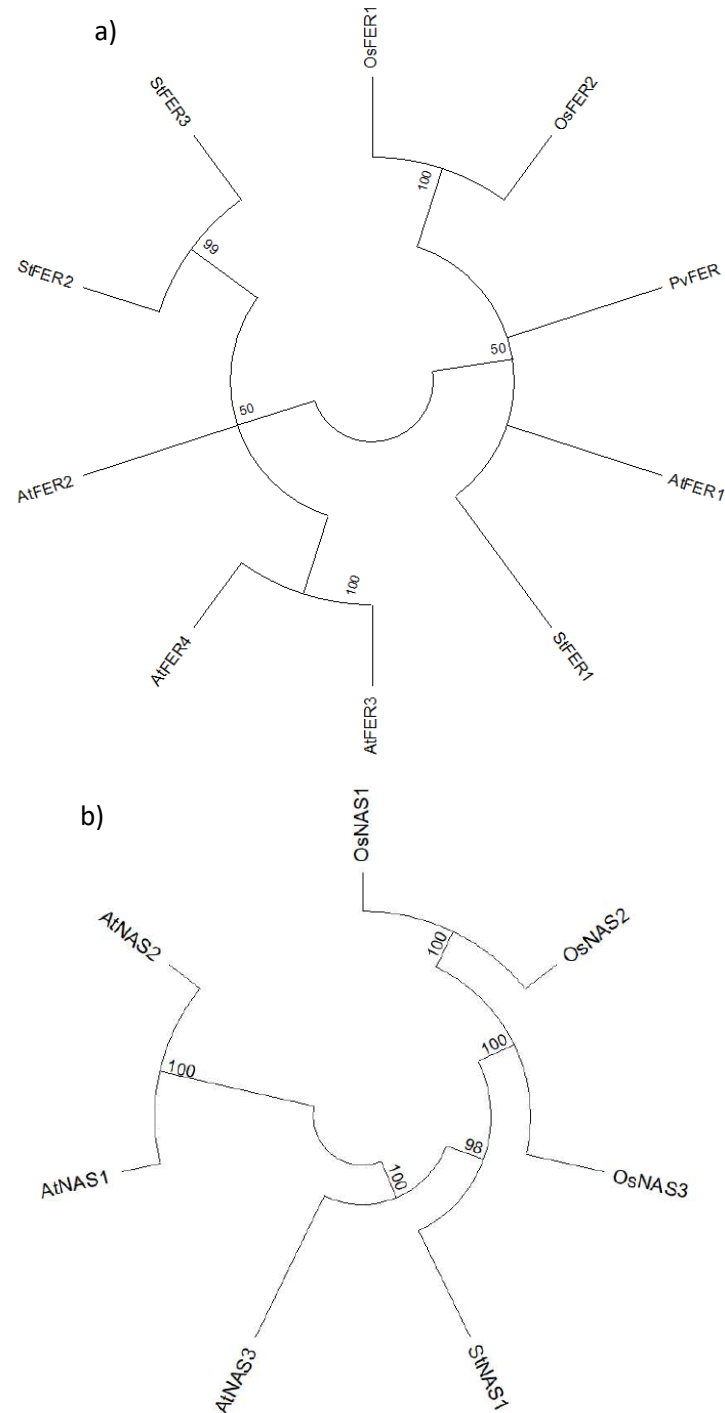 a)
OsFER1
OsFER2
StFER3
100
99
StFER2
PvFER
50
50
AtFER2
AtFER1
100
StFER1
AtFER4
AtFER3
b)
OsNAS1
AtNAS2
OsNAS2
100
100
100
98
AtNAS1
100
OsNAS3
AtNAS3
StNAS1